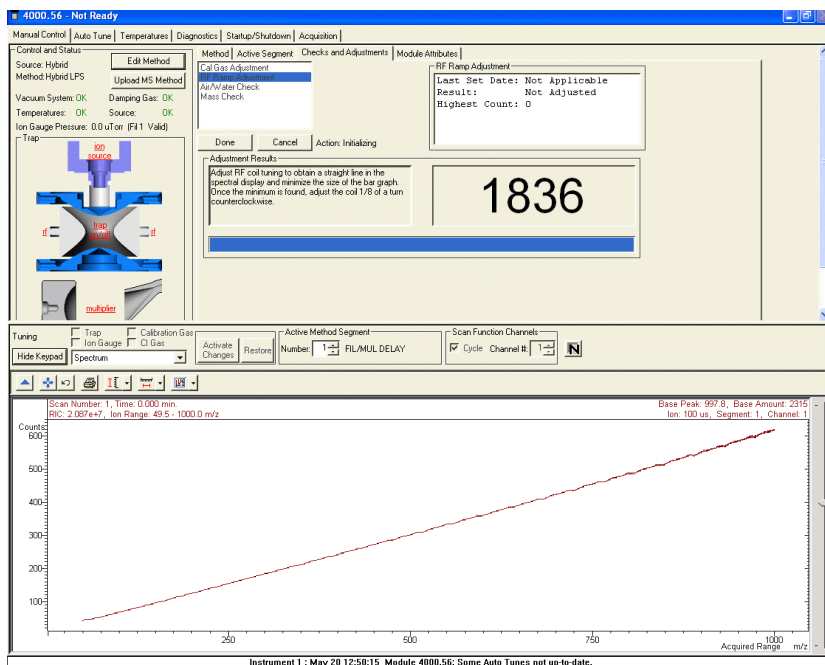 4000.56 - Not Ready
Manual Control Auto Tune Temperatures Diagnostics Startup/Shutdown Acquisition
Control and Status
Source: Hybrid
Edit Method
Method: Hybrid LPS
Upload MS Method
Vacuum System: OK Damping Gas: OK
Temperatures: OK Source: OK
Ion Gauge Pressure: 0.0 uTorr (Fil 1 Valid)
Trap
ion
source
rf
trap
on/off
rf
multiplier
Method Active Segment Checks and Adjustments Module Attributes
Cal Gas Adjustment
RF Ramp Adjustment
Air/Water Check
Mass Check
RF Ramp Adjustment
Last Set Date: Not Applicable
Result: Not Adjusted
Highest Count: 0
Done Cancel Action: Initializing
Adjustment Results
Adjust RF coil tuning to obtain a straight line in the
spectral display and minimize the size of the bar graph.
Once the minimum is found, adjust the coil 1/8 of a turn
counterclockwise.
1836
Tuning
Trap Calibration Gas
Ion Gauge CI Gas
Hide Keypad Spectrum
Activate
Changes
Restore
Active Method Segment
Number: 1 FIL/MUL DELAY
Scan Function Channels
Cycle Channel #: 1
N
Scan Number: 1, Time: 0.000 min.
RIC: 2.087e+7, Ion Range: 49.5 - 1000.0 m/z
Base Peak: 997.8, Base Amount: 2315
Ion: 100 us, Segment: 1, Channel: 1
Counts
600
500
400
300
200
100
250 500 750 1000
Acquired Range m/z
Instrument 1 : May 20 12:50:15 Module 4000.56: Some Auto Tunes not up-to-date.